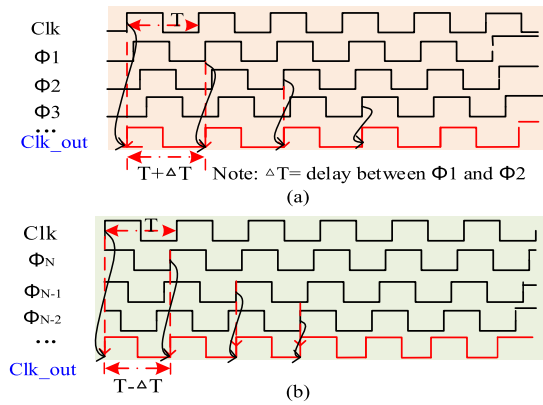 Clk
T
Φ1
Φ2
Φ3
...
Clk_out
T+△T
Note: △T= delay between Φ1 and Φ2
(a)
Clk
T
ΦN
ΦN-1
ΦN-2
...
Clk_out
T-△T
(b)